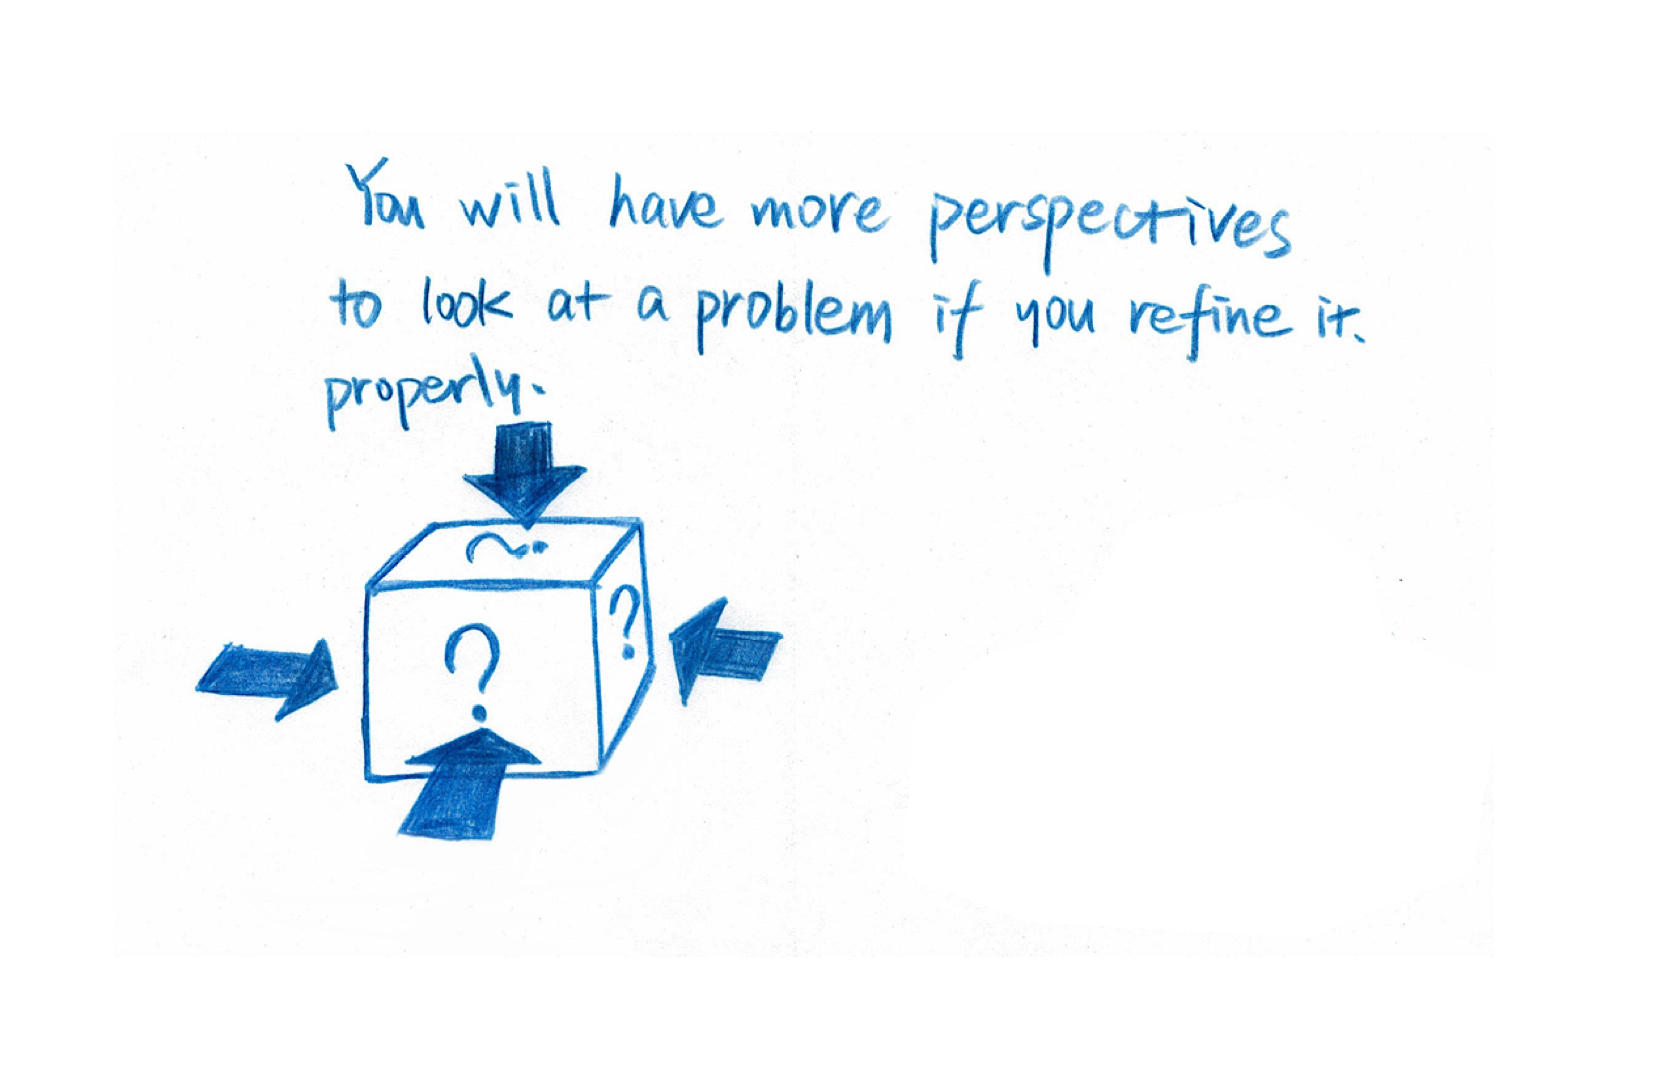 You will have more perspectives
to look at a problem if you refine it.
properly.
?
?
?